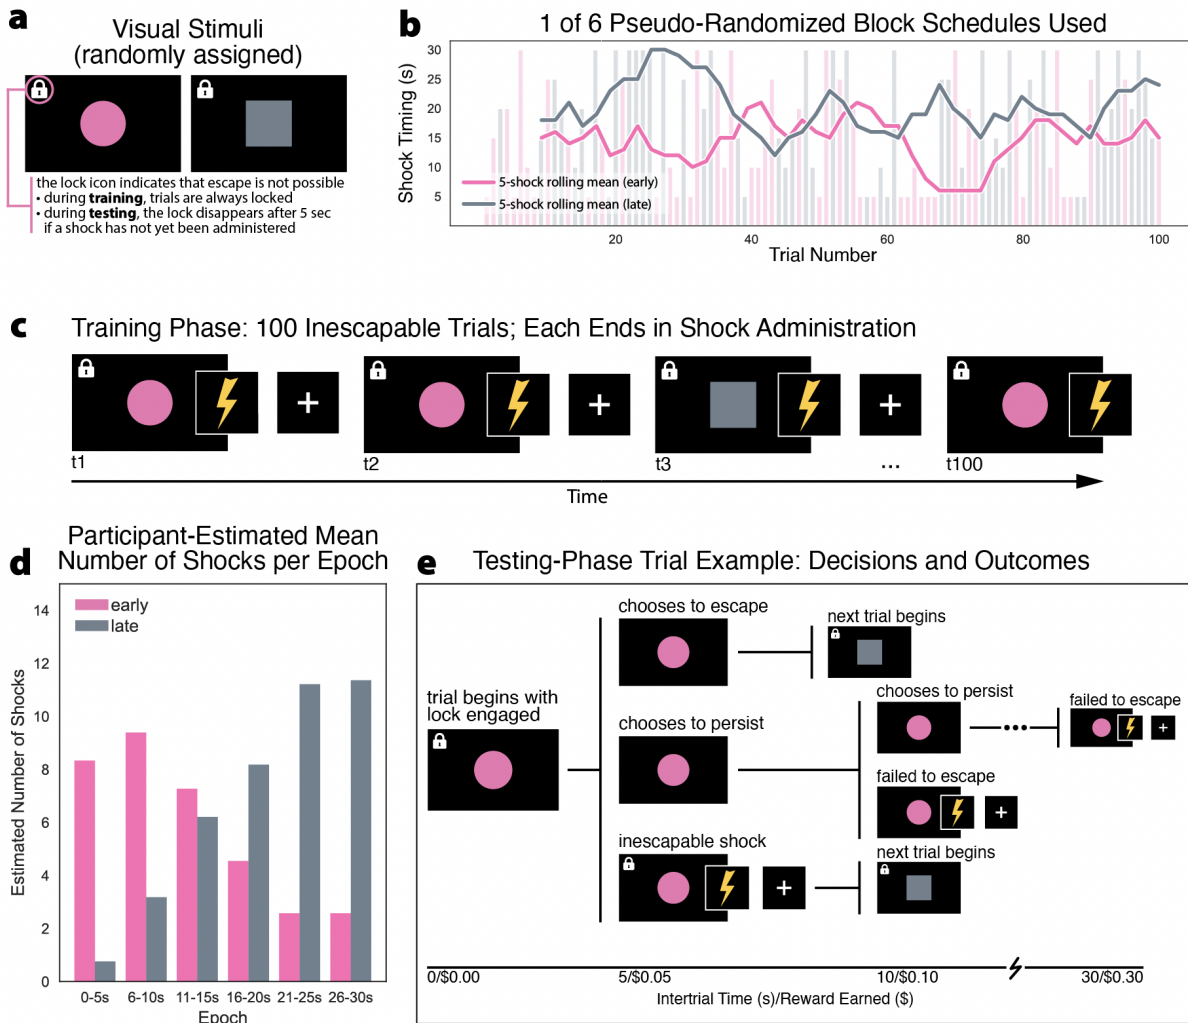 a
Visual Stimuli
(randomly assigned)
the lock icon indicates that escape is not possible
• during training, trials are always locked
• during testing, the lock disappears after 5 sec
if a shock has not yet been administered
b
1 of 6 Pseudo-Randomized Block Schedules Used
Shock Timing (s)
30
25
20
15
10
5
5-shock rolling mean (early)
5-shock rolling mean (late)
20
40
60
80
100
Trial Number
c
Training Phase: 100 Inescapable Trials; Each Ends in Shock Administration
t1
t2
t3
...
t100
Time
d
Participant-Estimated Mean
Number of Shocks per Epoch
Estimated Number of Shocks
14
12
10
8
6
4
2
0
early
late
0-5s
6-10s
11-15s
16-20s
21-25s
26-30s
Epoch
e
Testing-Phase Trial Example: Decisions and Outcomes
trial begins with
lock engaged
chooses to escape
next trial begins
chooses to persist
chooses to persist
failed to escape
failed to escape
inescapable shock
next trial begins
0/$0.00
5/$0.05
10/$0.10
30/$0.30
Intertrial Time (s)/Reward Earned ($)